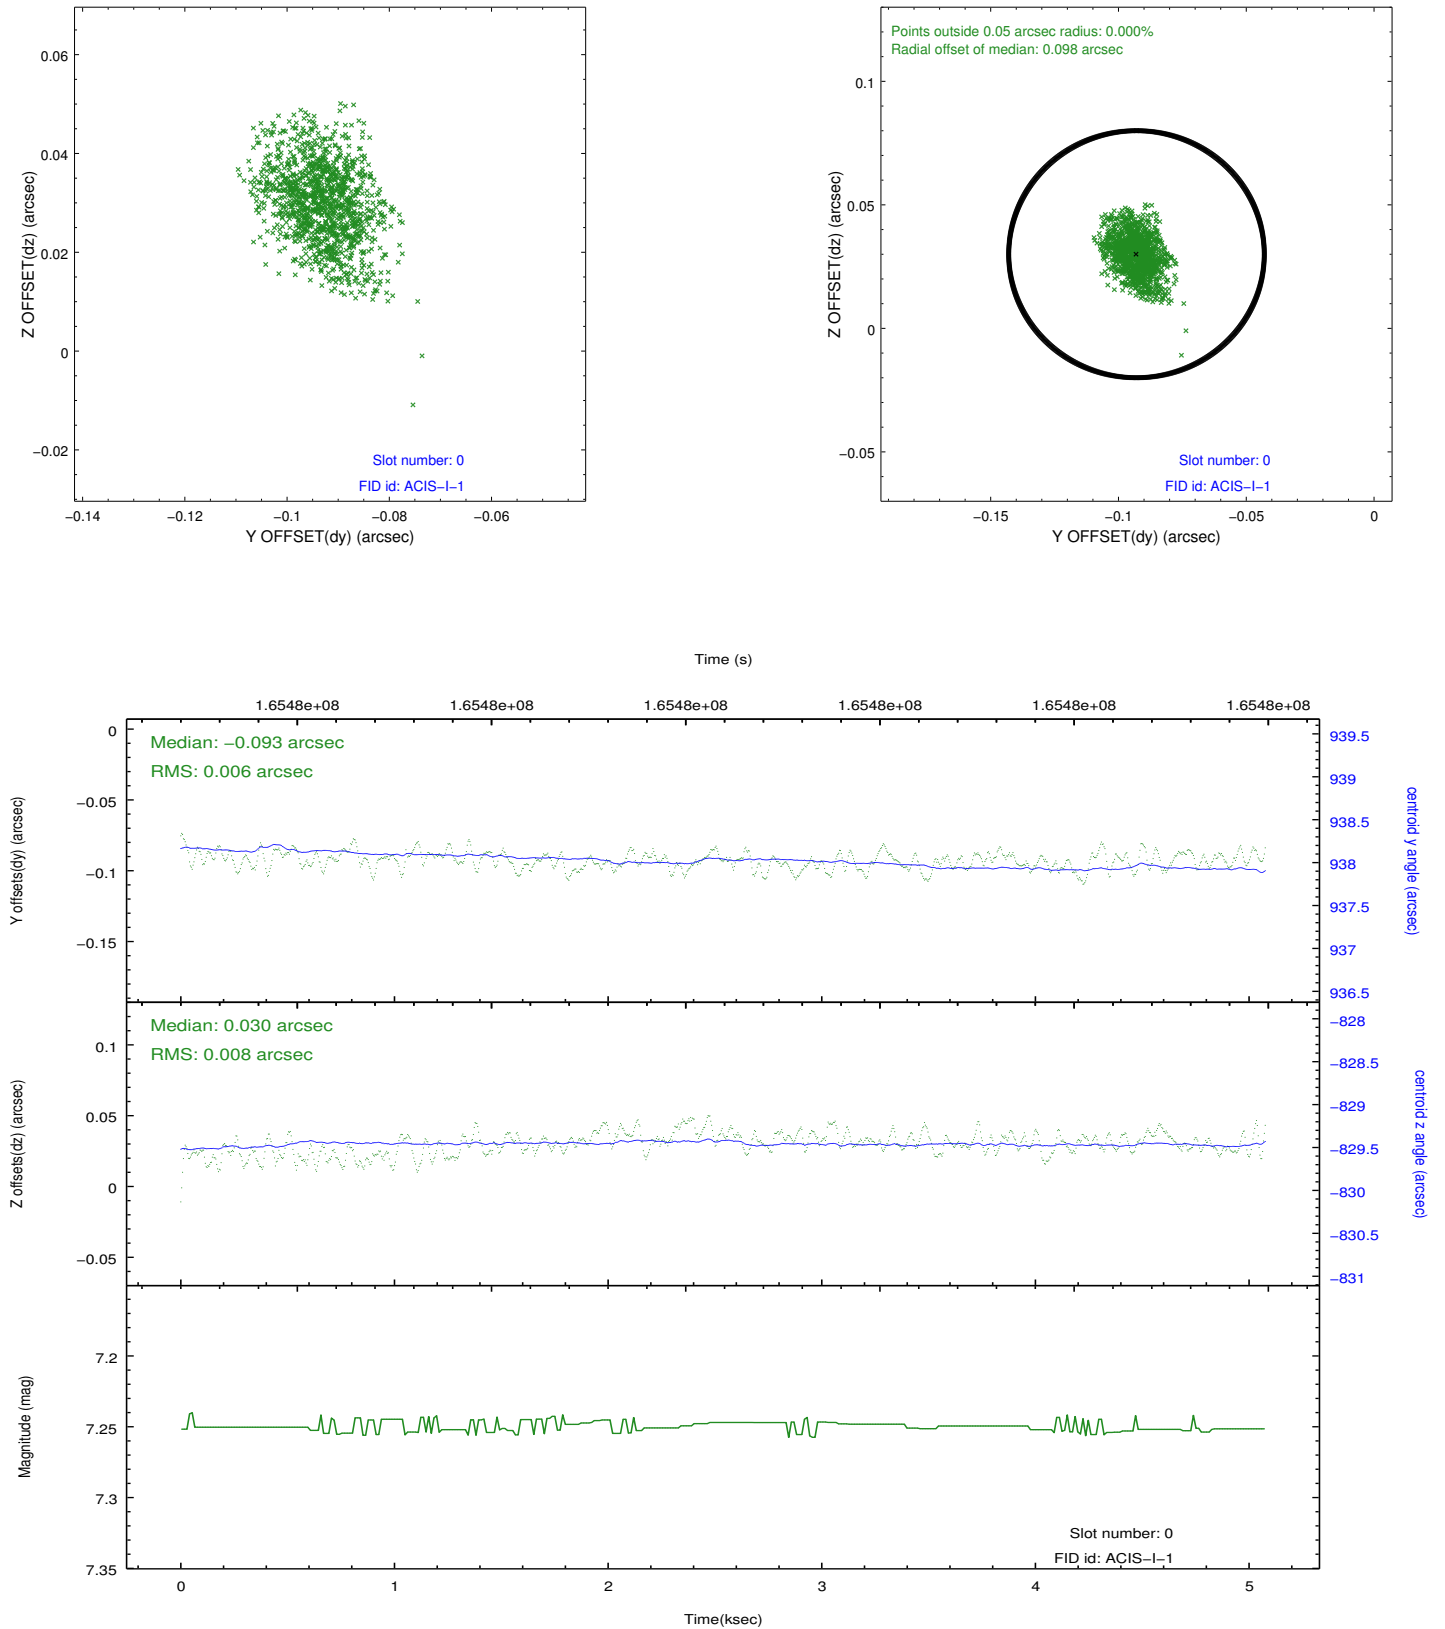 0.06
0.04
0.02
0
−0.02
−0.14
−0.12
−0.1
−0.08
−0.06
Z OFFSET(dz) (arcsec)
Y OFFSET(dy) (arcsec)
Slot number: 0
FID id: ACIS−I−1
Points outside 0.05 arcsec radius: 0.000%
Radial offset of median: 0.098 arcsec
0.1
0.05
0
−0.05
−0.15
−0.1
−0.05
0
Z OFFSET(dz) (arcsec)
Y OFFSET(dy) (arcsec)
Slot number: 0
FID id: ACIS−I−1
Time (s)
1.6548e+08
1.6548e+08
1.6548e+08
1.6548e+08
1.6548e+08
1.6548e+08
Median: −0.093 arcsec
RMS: 0.006 arcsec
0
−0.05
−0.1
−0.15
Y offsets(dy) (arcsec)
939.5
939
938.5
938
937.5
937
936.5
centroid y angle (arcsec)
Median: 0.030 arcsec
RMS: 0.008 arcsec
0.1
0.05
0
−0.05
Z offsets(dz) (arcsec)
−828
−828.5
−829
−829.5
−830
−830.5
−831
centroid z angle (arcsec)
7.2
7.25
7.3
7.35
Magnitude (mag)
Slot number: 0
FID id: ACIS−I−1
0
1
2
3
4
5
Time(ksec)